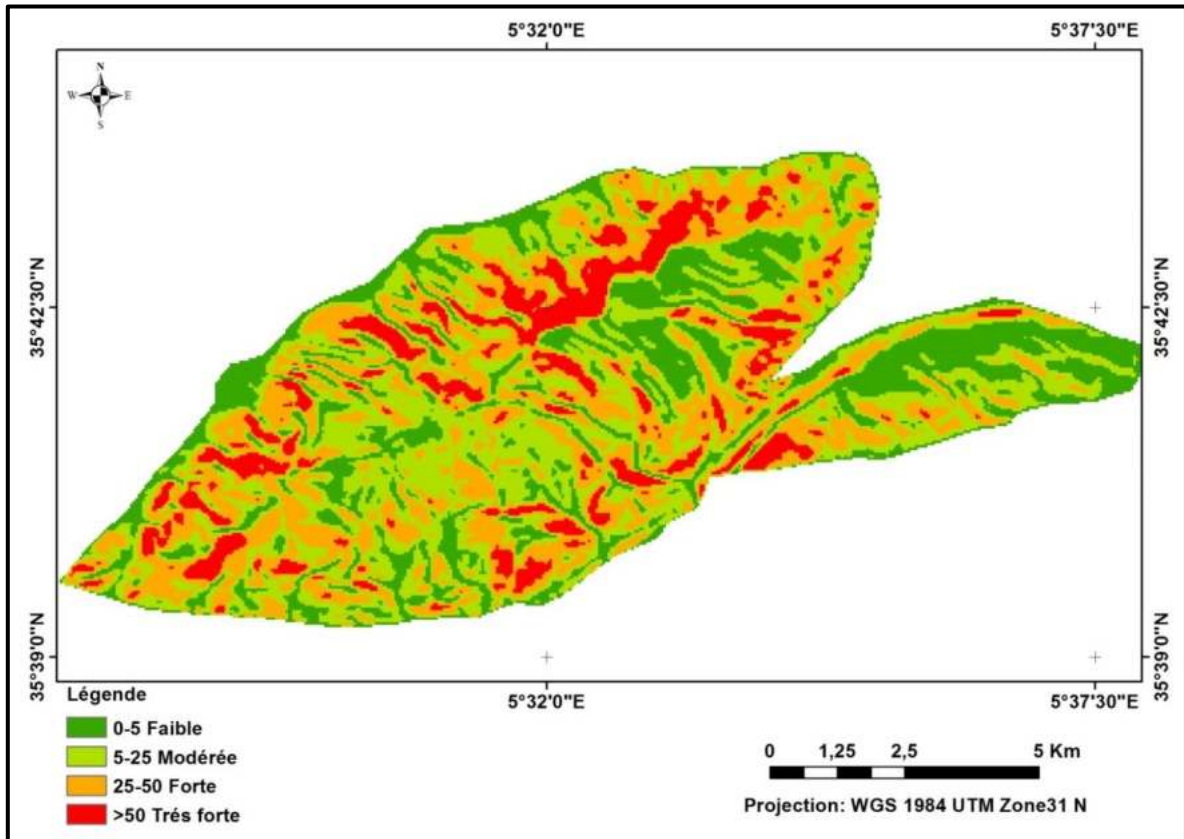 5°32'0"E
5°37'30"E
N
W E
S
35°42'30"N
35°42'30"N
35°39'0"N
35°39'0"N
5°32'0"E
5°37'30"E
Légende
0-5 Faible
5-25 Modérée
25-50 Forte
>50 Trés forte
0 1,25 2,5 5 Km
Projection: WGS 1984 UTM Zone31 N